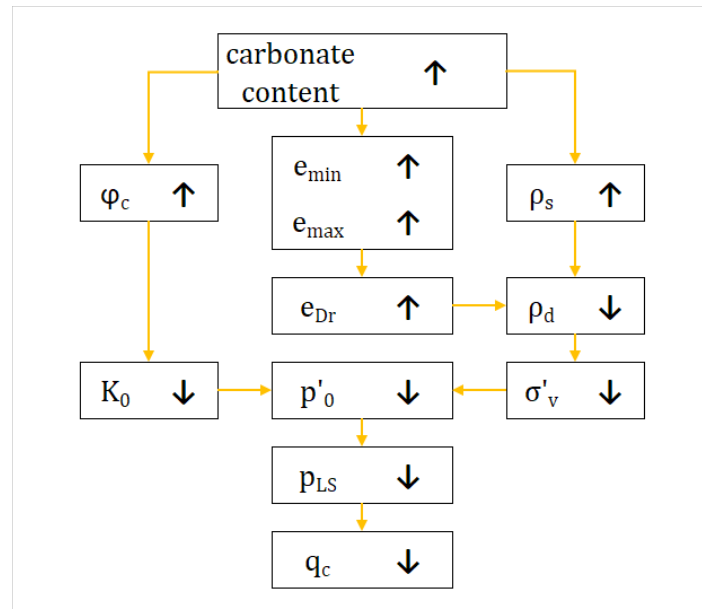 carbonate
content ↑
φc ↑
emin ↑
emax ↑
ρs ↑
eDr ↑
ρd ↓
K0 ↓
p'0 ↓
σ'v ↓
pLS ↓
qc ↓